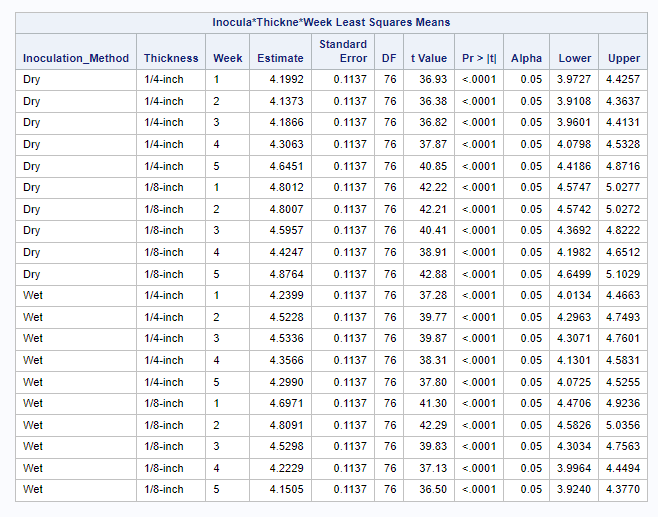 Inocula*Thickne*Week Least Squares Means
Inoculation_Method Thickness Week Estimate Standard Error DF t Value Pr > |t| Alpha Lower Upper
Dry 1/4-inch 1 4.1992 0.1137 76 36.93 <.0001 0.05 3.9727 4.4257
Dry 1/4-inch 2 4.1373 0.1137 76 36.38 <.0001 0.05 3.9108 4.3637
Dry 1/4-inch 3 4.1866 0.1137 76 36.82 <.0001 0.05 3.9601 4.4131
Dry 1/4-inch 4 4.3063 0.1137 76 37.87 <.0001 0.05 4.0798 4.5328
Dry 1/4-inch 5 4.6451 0.1137 76 40.85 <.0001 0.05 4.4186 4.8716
Dry 1/8-inch 1 4.8012 0.1137 76 42.22 <.0001 0.05 4.5747 5.0277
Dry 1/8-inch 2 4.8007 0.1137 76 42.21 <.0001 0.05 4.5742 5.0272
Dry 1/8-inch 3 4.5957 0.1137 76 40.41 <.0001 0.05 4.3692 4.8222
Dry 1/8-inch 4 4.4247 0.1137 76 38.91 <.0001 0.05 4.1982 4.6512
Dry 1/8-inch 5 4.8764 0.1137 76 42.88 <.0001 0.05 4.6499 5.1029
Wet 1/4-inch 1 4.2399 0.1137 76 37.28 <.0001 0.05 4.0134 4.4663
Wet 1/4-inch 2 4.5228 0.1137 76 39.77 <.0001 0.05 4.2963 4.7493
Wet 1/4-inch 3 4.5336 0.1137 76 39.87 <.0001 0.05 4.3071 4.7601
Wet 1/4-inch 4 4.3566 0.1137 76 38.31 <.0001 0.05 4.1301 4.5831
Wet 1/4-inch 5 4.2990 0.1137 76 37.80 <.0001 0.05 4.0725 4.5255
Wet 1/8-inch 1 4.6971 0.1137 76 41.30 <.0001 0.05 4.4706 4.9236
Wet 1/8-inch 2 4.8091 0.1137 76 42.29 <.0001 0.05 4.5826 5.0356
Wet 1/8-inch 3 4.5298 0.1137 76 39.83 <.0001 0.05 4.3034 4.7563
Wet 1/8-inch 4 4.2229 0.1137 76 37.13 <.0001 0.05 3.9964 4.4494
Wet 1/8-inch 5 4.1505 0.1137 76 36.50 <.0001 0.05 3.9240 4.3770